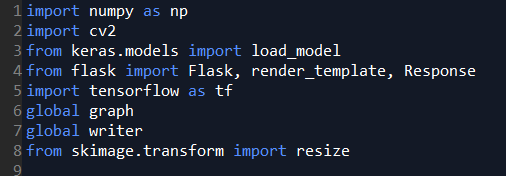 1 import numpy as np
2 import cv2
3 from keras.models import load_model
4 from flask import Flask, render_template, Response
5 import tensorflow as tf
6 global graph
7 global writer
8 from skimage.transform import resize
9